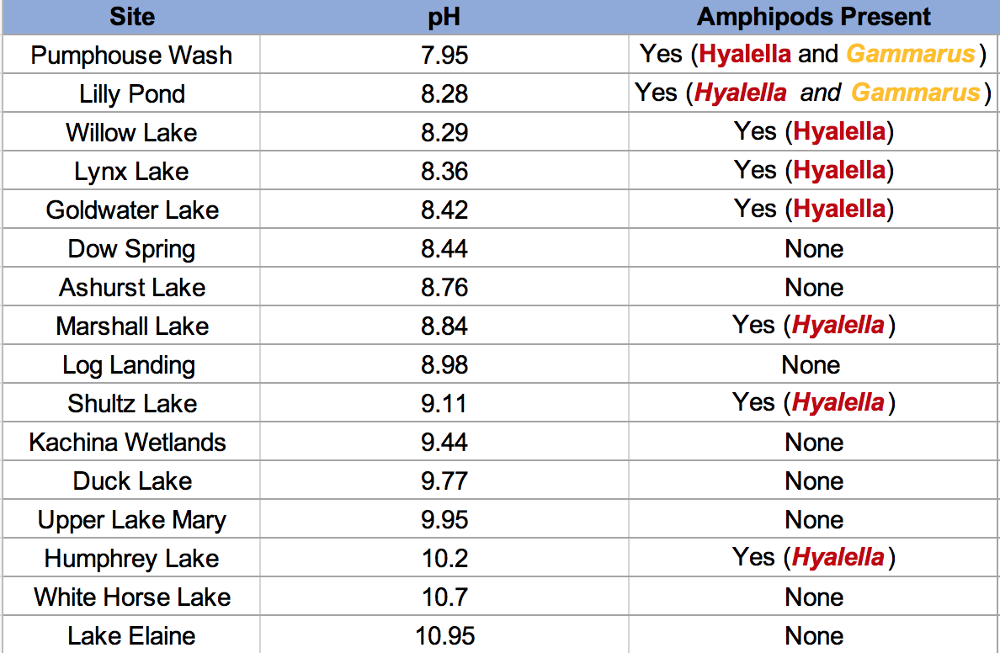 Site pH Amphipods Present
Pumphouse Wash 7.95 Yes (Hyalella and Gammarus)
Lilly Pond 8.28 Yes (Hyalella and Gammarus)
Willow Lake 8.29 Yes (Hyalella)
Lynx Lake 8.36 Yes (Hyalella)
Goldwater Lake 8.42 Yes (Hyalella)
Dow Spring 8.44 None
Ashurst Lake 8.76 None
Marshall Lake 8.84 Yes (Hyalella)
Log Landing 8.98 None
Shultz Lake 9.11 Yes (Hyalella)
Kachina Wetlands 9.44 None
Duck Lake 9.77 None
Upper Lake Mary 9.95 None
Humphrey Lake 10.2 Yes (Hyalella)
White Horse Lake 10.7 None
Lake Elaine 10.95 None